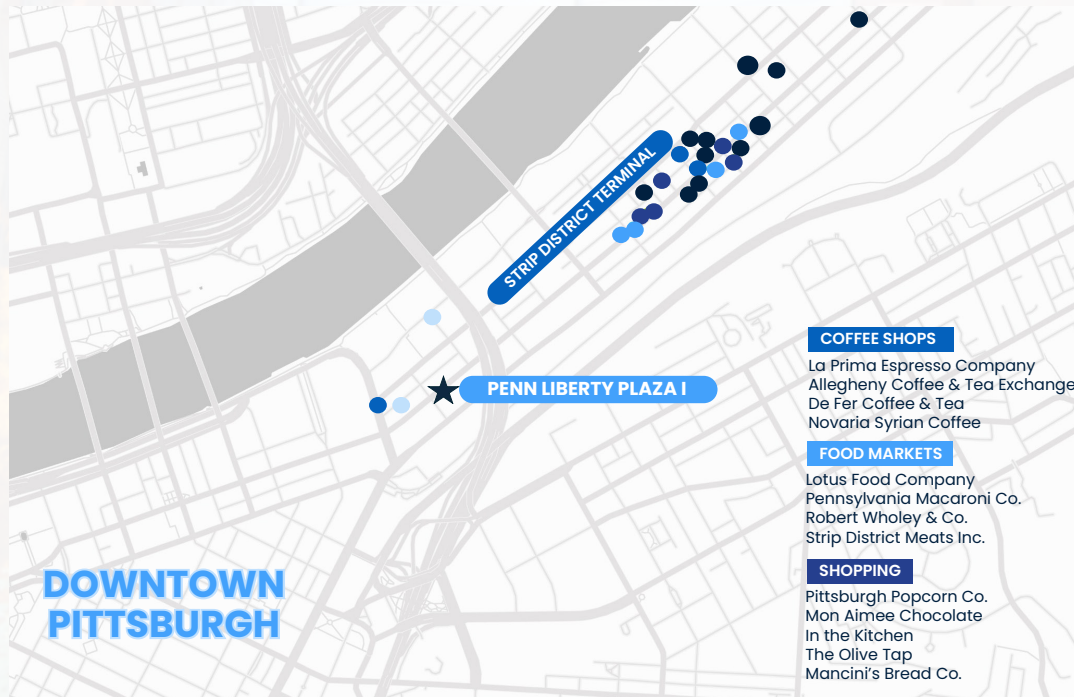 STRIP DISTRICT TERMINAL
PENN LIBERTY PLAZA I
COFFEE SHOPS
La Prima Espresso Company
Allegheny Coffee & Tea Exchange
De Fer Coffee & Tea
Novaria Syrian Coffee
FOOD MARKETS
Lotus Food Company
Pennsylvania Macaroni Co.
Robert Wholey & Co.
Strip District Meats Inc.
SHOPPING
Pittsburgh Popcorn Co.
Mon Aimee Chocolate
In the Kitchen
The Olive Tap
Mancini’s Bread Co.
DOWNTOWN
PITTSBURGH